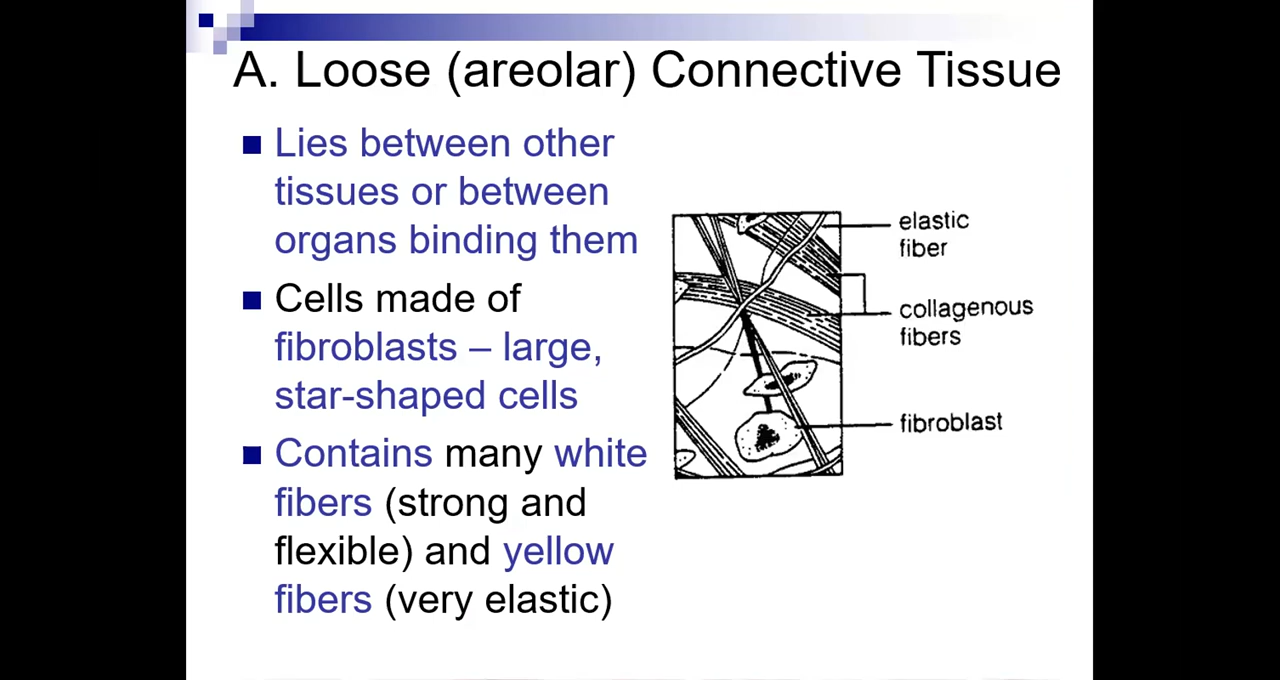 A. Loose (areolar) Connective Tissue
Lies between other
tissues or between
organs binding them
Cells made of
fibroblasts – large,
star-shaped cells
Contains many white
fibers (strong and
flexible) and yellow
fibers (very elastic)
elastic
fiber
collagenous
fibers
fibroblast